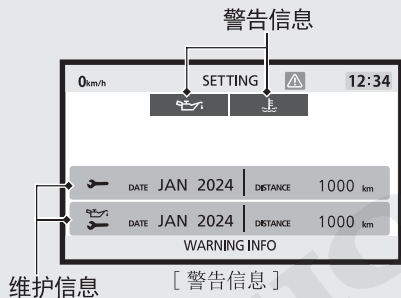 警告信息
0km/h SETTING 12:34
DATE JAN 2024 DISTANCE 1000 km
DATE JAN 2024 DISTANCE 1000 km
WARNING INFO
维护信息
[警告信息]